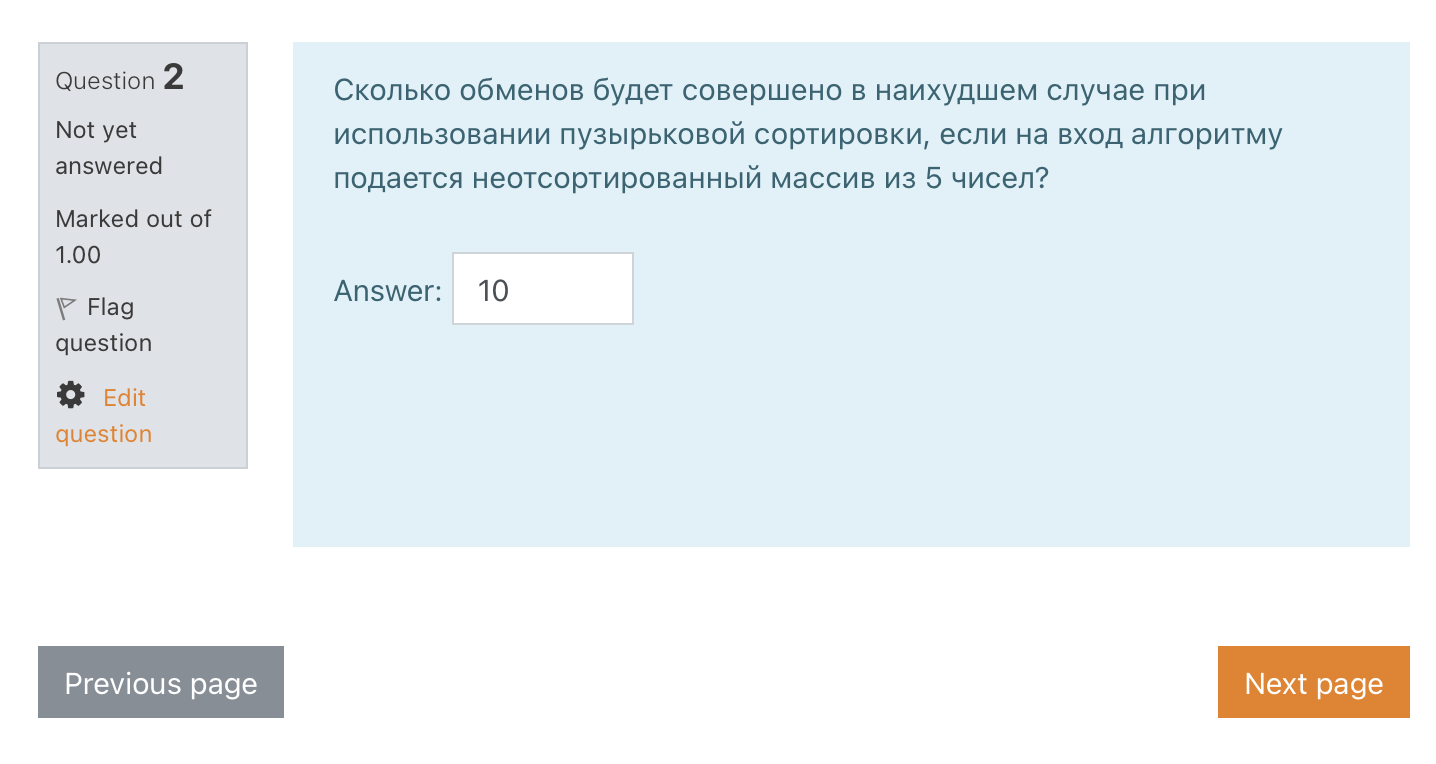 Question 2
Not yet
answered
Marked out of
1.00
Flag
question
Edit
question
Сколько обменов будет совершено в наихудшем случае при
использовании пузырьковой сортировки, если на вход алгоритму
подается неотсортированный массив из 5 чисел?
Answer: 10
Previous page
Next page